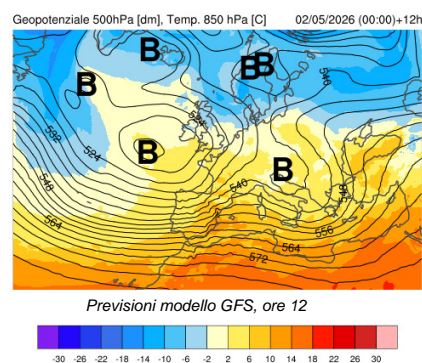 Geopotenziale 500hPa [dm], Temp. 850 hPa [C] 02/05/2026 (00:00)+12h
B
B
B B
540
532
524
B
B
540
548
548
564
556
564
572
Previsioni modello GFS, ore 12
-30 -26 -22 -18 -14 -10 -6 -2 2 6 10 14 18 22 26 30